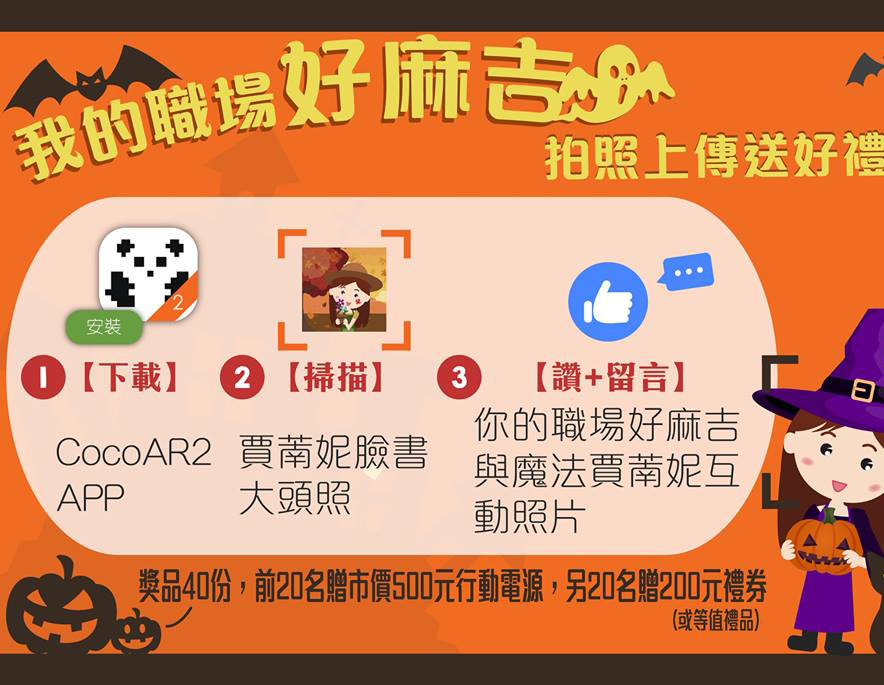 我的職場好麻吉
拍照上傳送好禮
2
安裝
1【下載】
CocoAR2
APP
2【掃描】
賈薾妮臉書
大頭照
3【讚+留言】
你的職場好麻吉
與魔法賈薾妮互
動照片
獎品40份，前20名贈市價500元行動電源，另20名贈200元禮券
(或等值禮品)